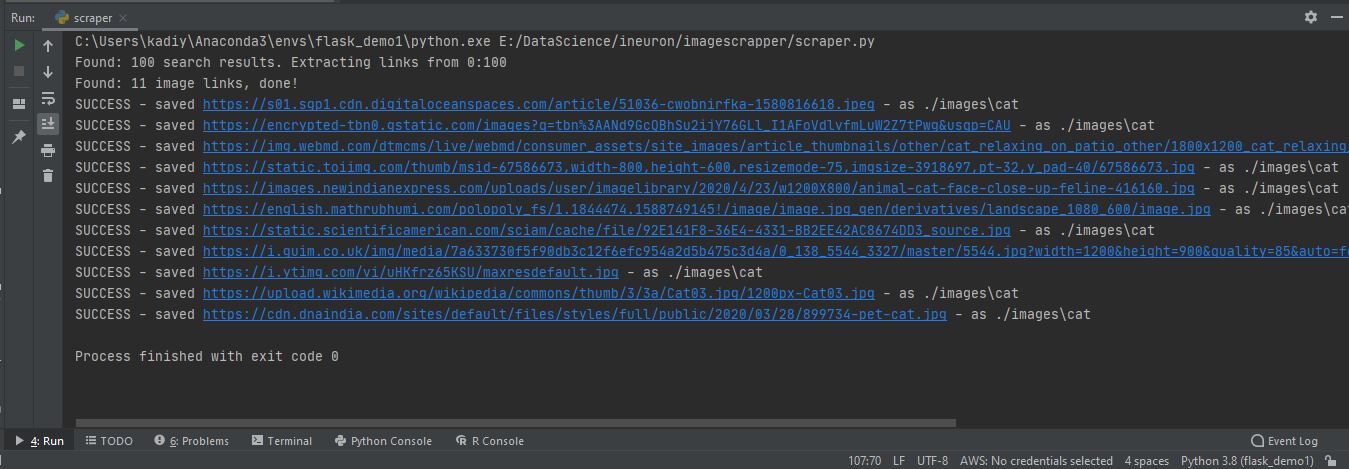 Run: scraper
C:\Users\kadiy\Anaconda3\envs\flask_demo1\python.exe E:/DataScience/ineuron/imagescrapper/scraper.py
Found: 100 search results. Extracting links from 0:100
Found: 11 image links, done!
SUCCESS - saved https://s01.sgp1.cdn.digitaloceanspaces.com/article/51036-cwobnirfka-1580816618.jpeg - as ./images\cat
SUCCESS - saved https://encrypted-tbn0.gstatic.com/images?q=tbn%3AANd9GcQBhSu2ijY76GLl_I1AFoVdlvfmLuW2Z7tPwg&usqp=CAU - as ./images\cat
SUCCESS - saved https://img.webmd.com/dtmcms/live/webmd/consumer_assets/site_images/article_thumbnails/other/cat_relaxing_on_patio_other/1800x1200_cat_relaxing_
SUCCESS - saved https://static.toiimg.com/thumb/msid-67586673,width-800,height-600,resizemode-75,imgsize-3918697,pt-32,y_pad-40/67586673.jpg - as ./images\cat
SUCCESS - saved https://images.newindianexpress.com/uploads/user/imagelibrary/2020/4/23/w1200X800/animal-cat-face-close-up-feline-416160.jpg - as ./images\cat
SUCCESS - saved https://english.mathrubhumi.com/polopoly_fs/1.1844474.1588749145!/image/image.jpg_gen/derivatives/landscape_1080_600/image.jpg - as ./images\cat
SUCCESS - saved https://static.scientificamerican.com/sciam/cache/file/92E141F8-36E4-4331-BB2EE42AC8674DD3_source.jpg - as ./images\cat
SUCCESS - saved https://i.guim.co.uk/img/media/7a633730f5f90db3c12f6efc954a2d5b475c3d4a/0_138_5544_3327/master/5544.jpg?width=1200&height=900&quality=85&auto=fo
SUCCESS - saved https://i.ytimg.com/vi/uHKfrz65KSU/maxresdefault.jpg - as ./images\cat
SUCCESS - saved https://upload.wikimedia.org/wikipedia/commons/thumb/3/3a/Cat03.jpg/1200px-Cat03.jpg - as ./images\cat
SUCCESS - saved https://cdn.dnaindia.com/sites/default/files/styles/full/public/2020/03/28/899734-pet-cat.jpg - as ./images\cat
Process finished with exit code 0
4: Run TODO 6: Problems Terminal Python Console R Console Event Log
107:70 LF UTF-8 AWS: No credentials selected 4 spaces Python 3.8 (flask_demo1)